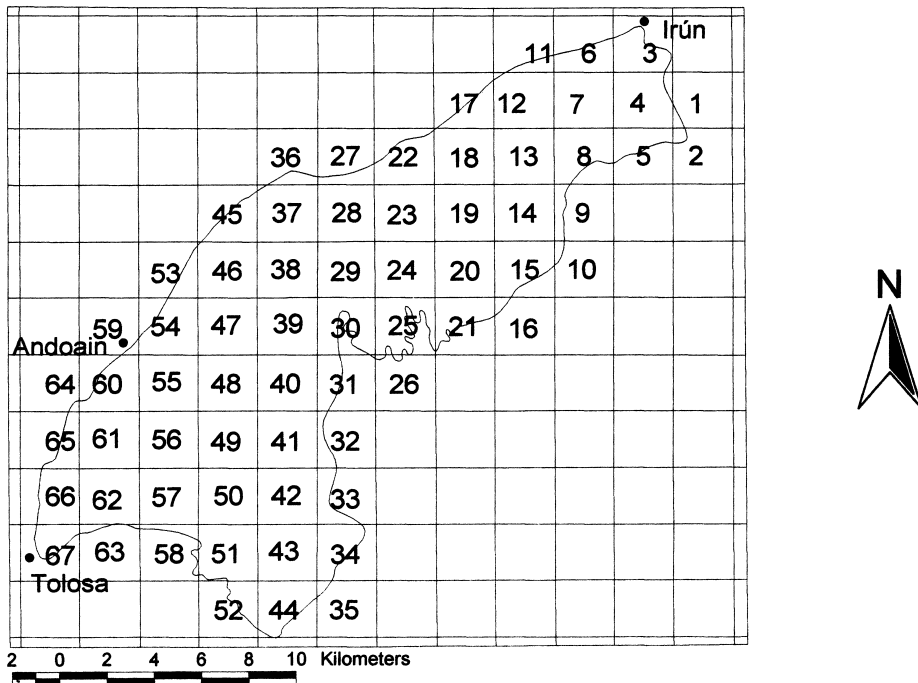 Irún
11 6 3
17 12 7 4 1
36 27 22 18 13 8 5 2
45 37 28 23 19 14 9
53 46 38 29 24 20 15 10
N
59 54 47 39 30 25 21 16
Andoain
64 60 55 48 40 31 26
65 61 56 49 41 32
66 62 57 50 42 33
67 63 58 51 43 34
Tolosa
52 44 35
2 0 2 4 6 8 10 Kilometers